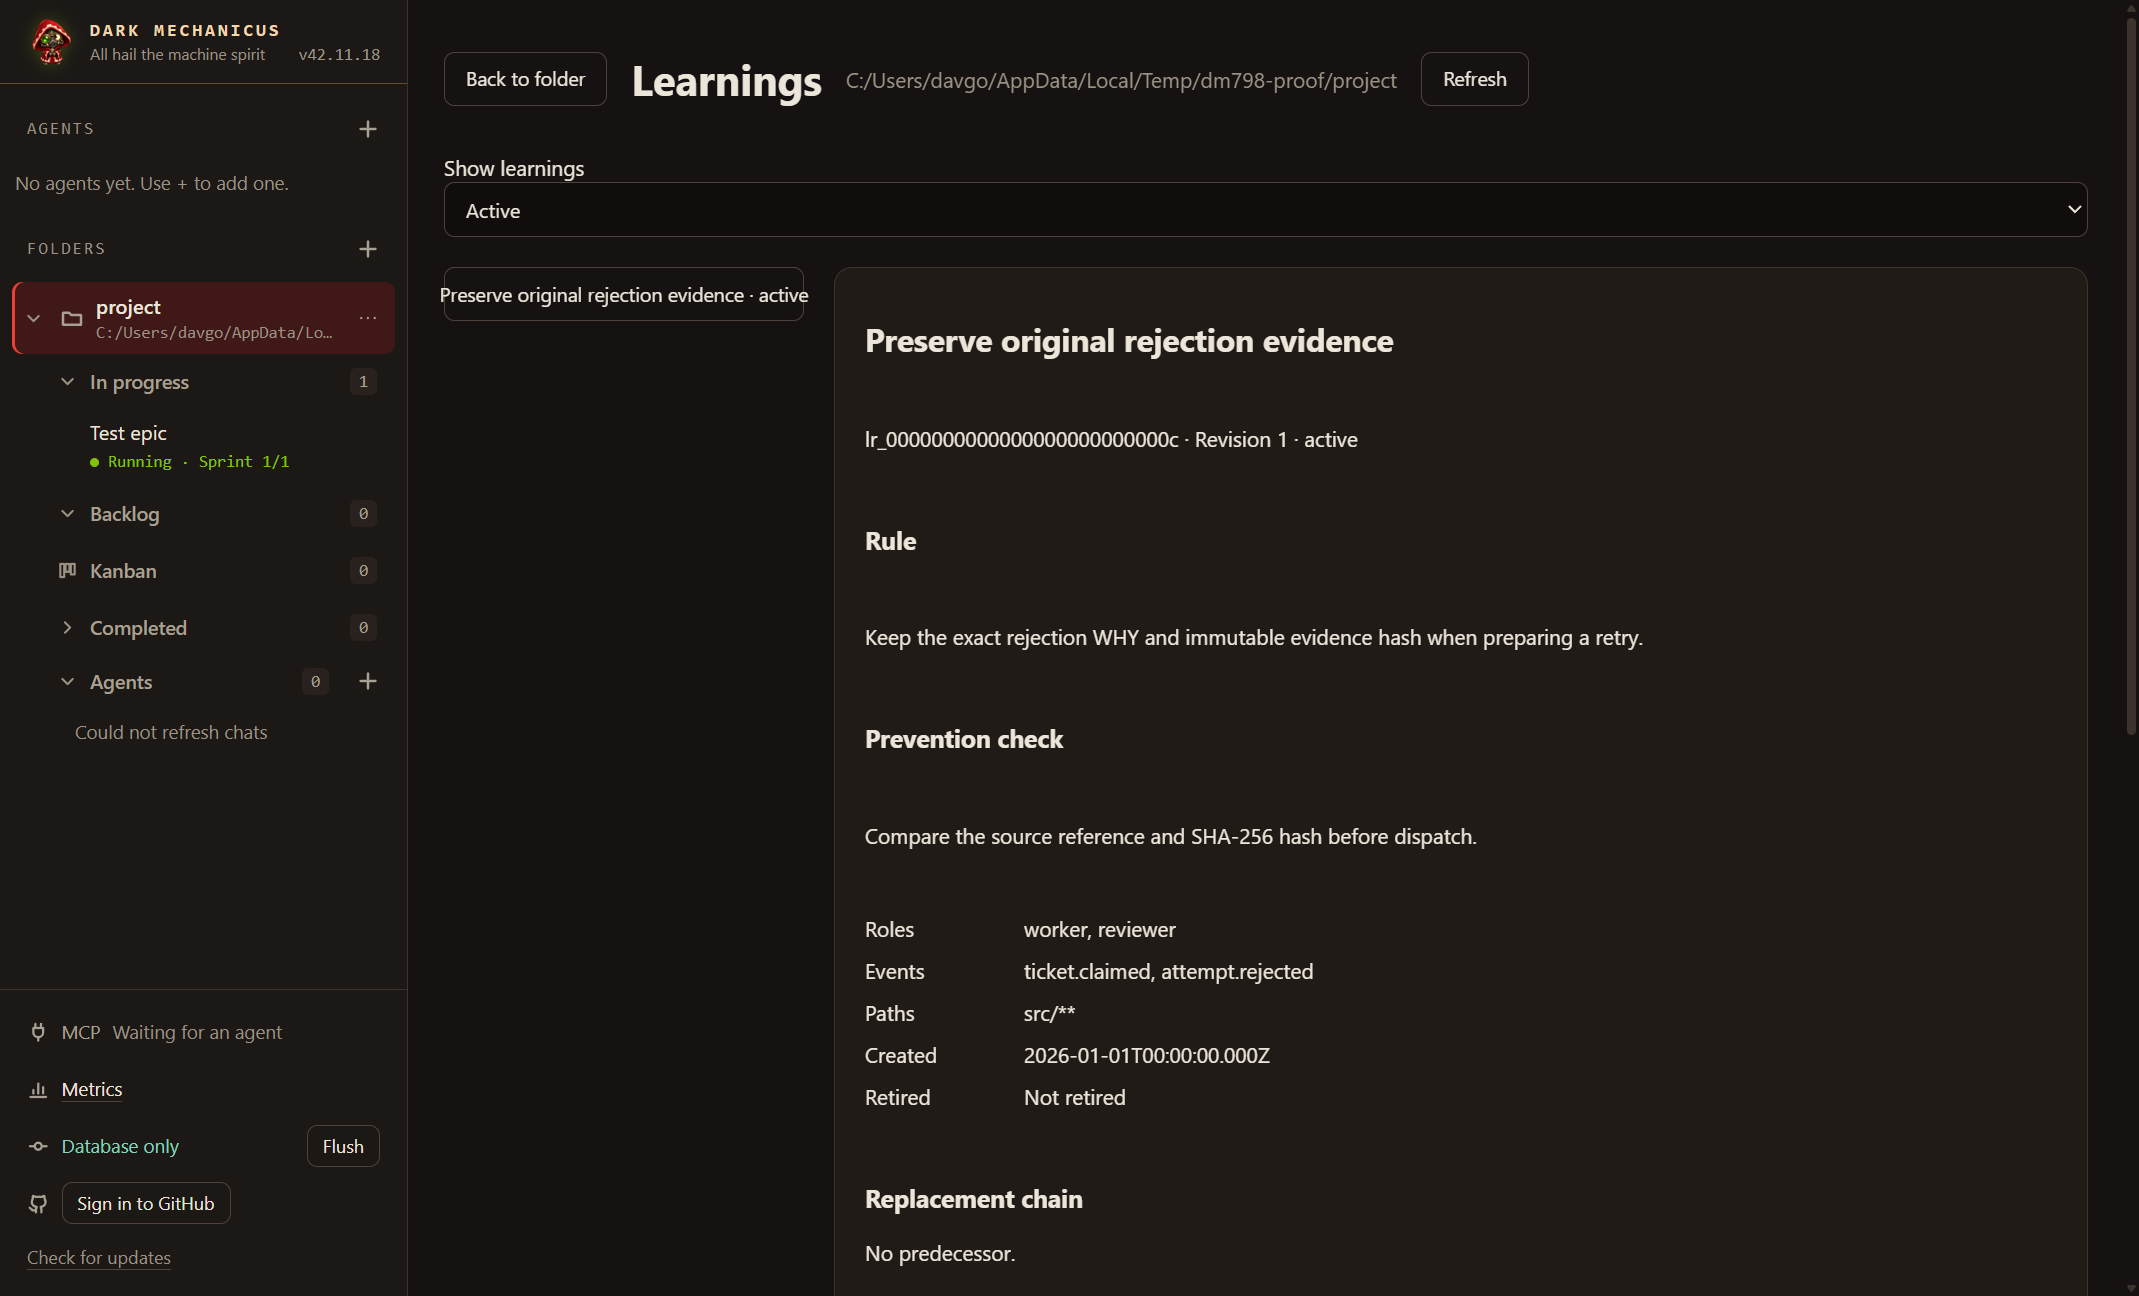 DARK MECHANICUS
All hail the machine spirit v42.11.18
AGENTS
No agents yet. Use + to add one.
FOLDERS
project
C:/Users/davgo/AppData/Lo…
In progress 1
Test epic
Running · Sprint 1/1
Backlog 0
Kanban 0
Completed 0
Agents 0
Could not refresh chats
MCP Waiting for an agent
Metrics
Database only Flush
Sign in to GitHub
Check for updates
Back to folder Learnings C:/Users/davgo/AppData/Local/Temp/dm798-proof/project Refresh
Show learnings
Active
Preserve original rejection evidence · active
Preserve original rejection evidence
lr_0000000000000000000000000c · Revision 1 · active
Rule
Keep the exact rejection WHY and immutable evidence hash when preparing a retry.
Prevention check
Compare the source reference and SHA-256 hash before dispatch.
Roles worker, reviewer
Events ticket.claimed, attempt.rejected
Paths src/**
Created 2026-01-01T00:00:00.000Z
Retired Not retired
Replacement chain
No predecessor.